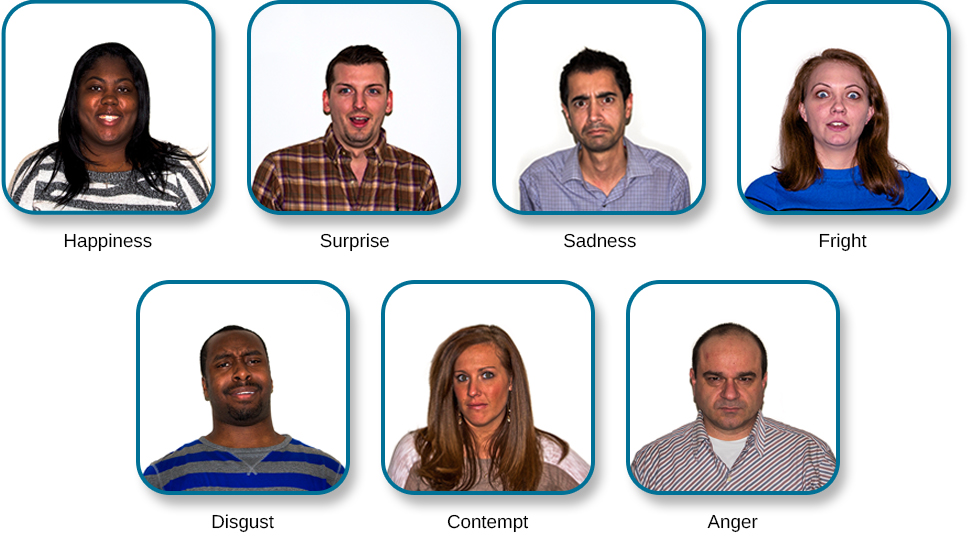 Happiness
Surprise
Sadness
Fright
Disgust
Contempt
Anger